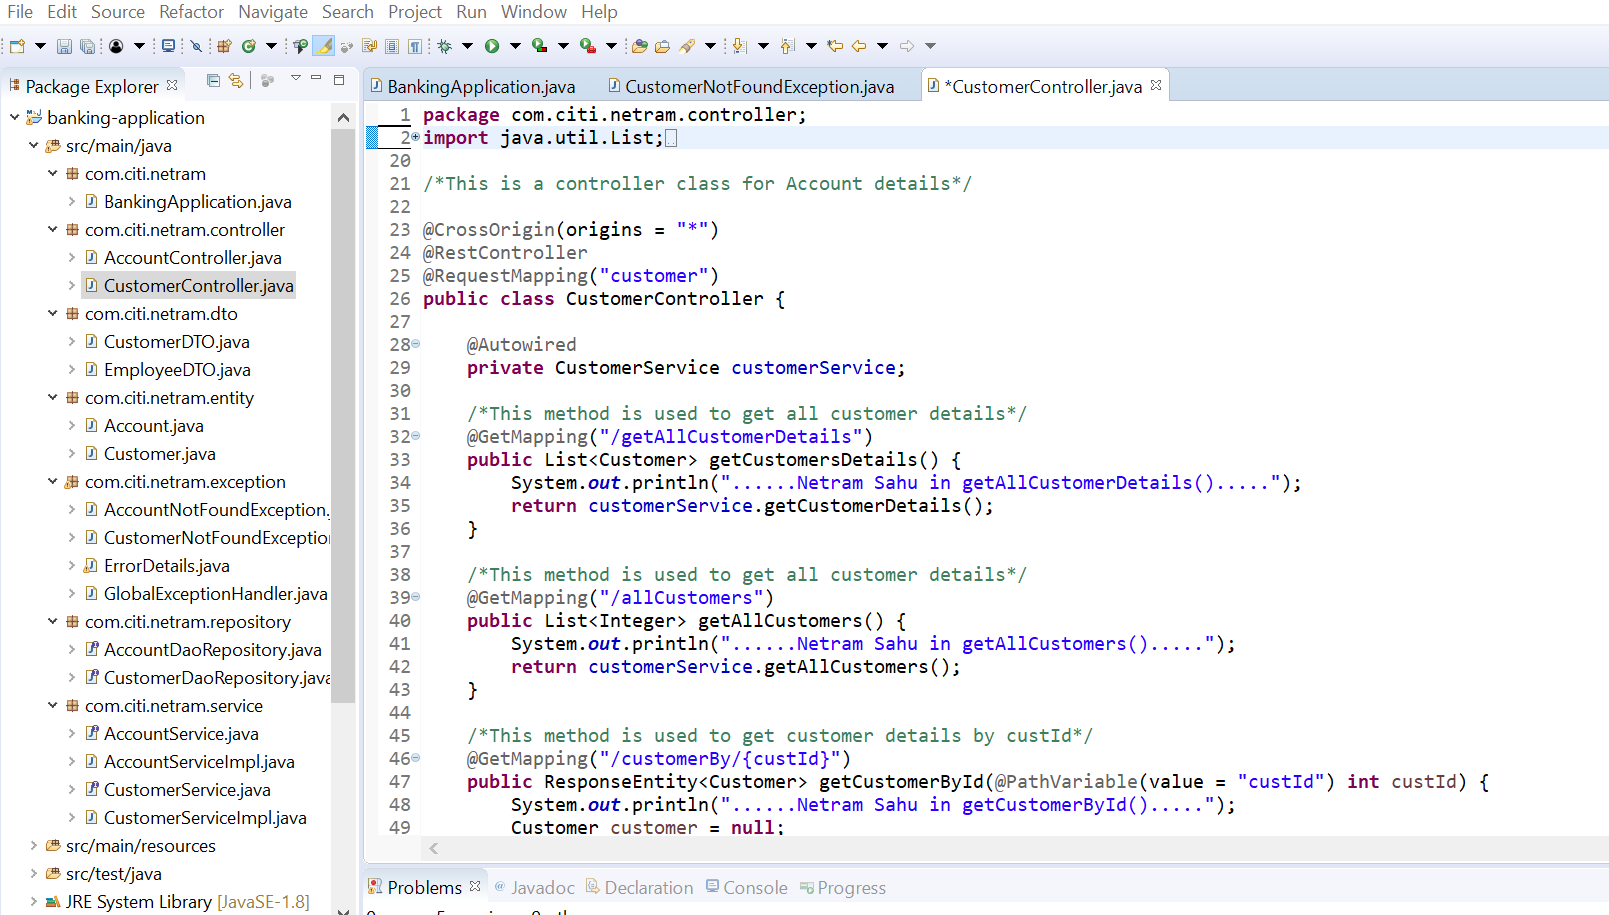 File Edit Source Refactor Navigate Search Project Run Window Help
Package Explorer
banking-application
src/main/java
com.citi.netram
BankingApplication.java
com.citi.netram.controller
AccountController.java
CustomerController.java
com.citi.netram.dto
CustomerDTO.java
EmployeeDTO.java
com.citi.netram.entity
Account.java
Customer.java
com.citi.netram.exception
AccountNotFoundException.
CustomerNotFoundExceptio
ErrorDetails.java
GlobalExceptionHandler.java
com.citi.netram.repository
AccountDaoRepository.java
CustomerDaoRepository.java
com.citi.netram.service
AccountService.java
AccountServiceImpl.java
CustomerService.java
CustomerServiceImpl.java
src/main/resources
src/test/java
JRE System Library [JavaSE-1.8]
BankingApplication.java CustomerNotFoundException.java *CustomerController.java
1 package com.citi.netram.controller;
2 import java.util.List;
20
21 /*This is a controller class for Account details*/
22
23 @CrossOrigin(origins = "*")
24 @RestController
25 @RequestMapping("customer")
26 public class CustomerController {
27
28 @Autowired
29 private CustomerService customerService;
30
31 /*This method is used to get all customer details*/
32 @GetMapping("/getAllCustomerDetails")
33 public List<Customer> getCustomersDetails() {
34 System.out.println("......Netram Sahu in getAllCustomerDetails().....");
35 return customerService.getCustomerDetails();
36 }
37
38 /*This method is used to get all customer details*/
39 @GetMapping("/allCustomers")
40 public List<Integer> getAllCustomers() {
41 System.out.println("......Netram Sahu in getAllCustomers().....");
42 return customerService.getAllCustomers();
43 }
44
45 /*This method is used to get customer details by custId*/
46 @GetMapping("/customerBy/{custId}")
47 public ResponseEntity<Customer> getCustomerById(@PathVariable(value = "custId") int custId) {
48 System.out.println("......Netram Sahu in getCustomerById().....");
49 Customer customer = null;
Problems Javadoc Declaration Console Progress